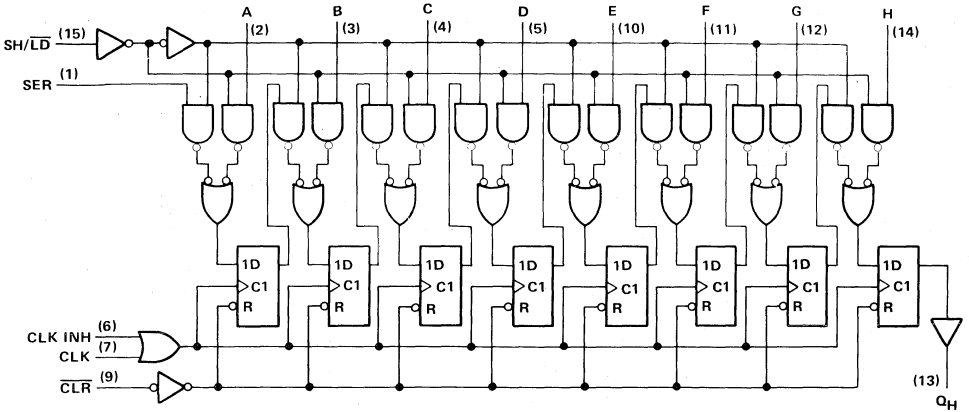 A B C D E F G H
SH/LD (15) (2) (3) (4) (5) (10) (11) (12) (14)
SER (1)
1D 1D 1D 1D 1D 1D 1D 1D
C1 C1 C1 C1 C1 C1 C1 C1
R R R R R R R R
CLK INH (6)
CLK (7)
CLR (9)
(13)
QH